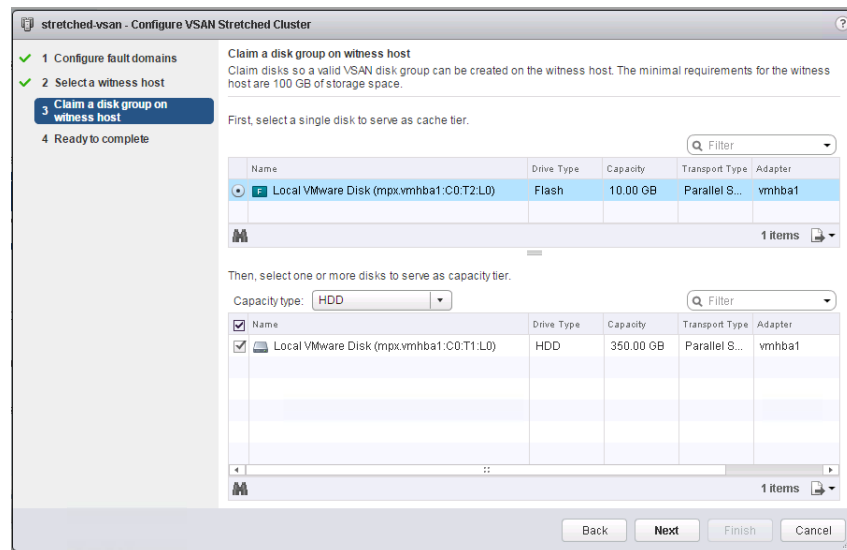 stretched-vsan - Configure VSAN Stretched Cluster
?
1 Configure fault domains
2 Select a witness host
3 Claim a disk group on
witness host
4 Ready to complete
Claim a disk group on witness host
Claim disks so a valid VSAN disk group can be created on the witness host. The minimal requirements for the witness
host are 100 GB of storage space.
First, select a single disk to serve as cache tier.
Filter
Name Drive Type Capacity Transport Type Adapter
F Local VMware Disk (mpx.vmhba1:C0:T2:L0) Flash 10.00 GB Parallel S... vmhba1
1 items
Then, select one or more disks to serve as capacity tier.
Capacity type: HDD
Filter
Name Drive Type Capacity Transport Type Adapter
Local VMware Disk (mpx.vmhba1:C0:T1:L0) HDD 350.00 GB Parallel S... vmhba1
1 items
Back Next Finish Cancel